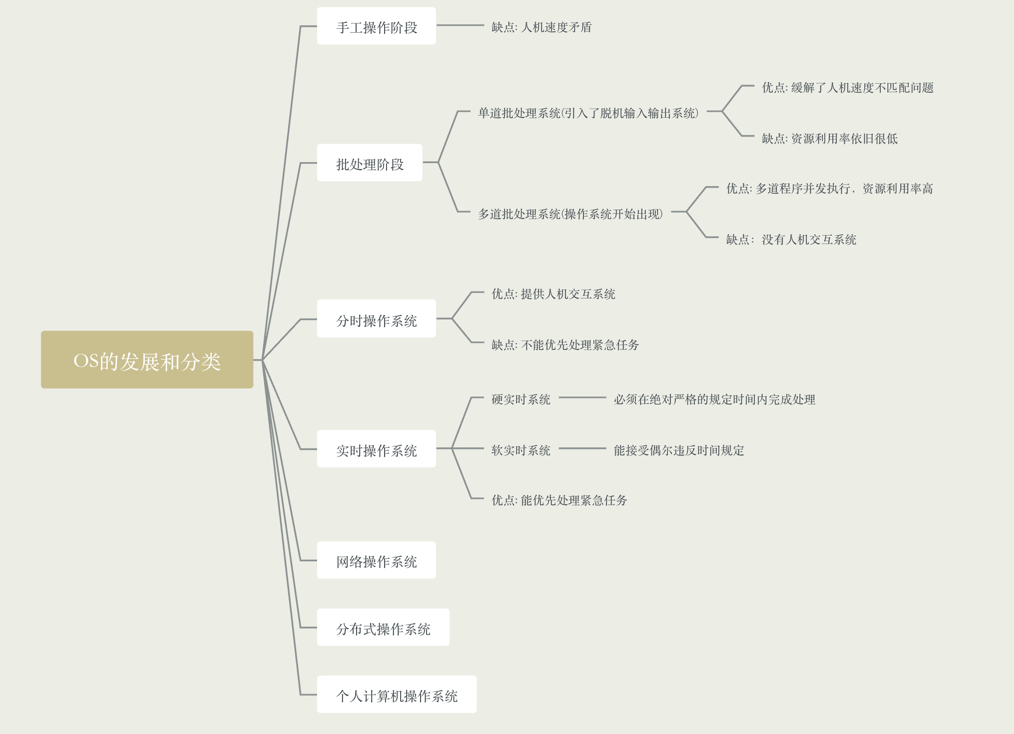 OS的发展和分类
手工操作阶段
缺点: 人机速度矛盾
批处理阶段
单道批处理系统(引入了脱机输入输出系统)
优点: 缓解了人机速度不匹配问题
缺点: 资源利用率依旧很低
多道批处理系统(操作系统开始出现)
优点: 多道程序并发执行、资源利用率高
缺点：没有人机交互系统
分时操作系统
优点: 提供人机交互系统
缺点: 不能优先处理紧急任务
实时操作系统
硬实时系统
必须在绝对严格的规定时间内完成处理
软实时系统
能接受偶尔违反时间规定
优点: 能优先处理紧急任务
网络操作系统
分布式操作系统
个人计算机操作系统